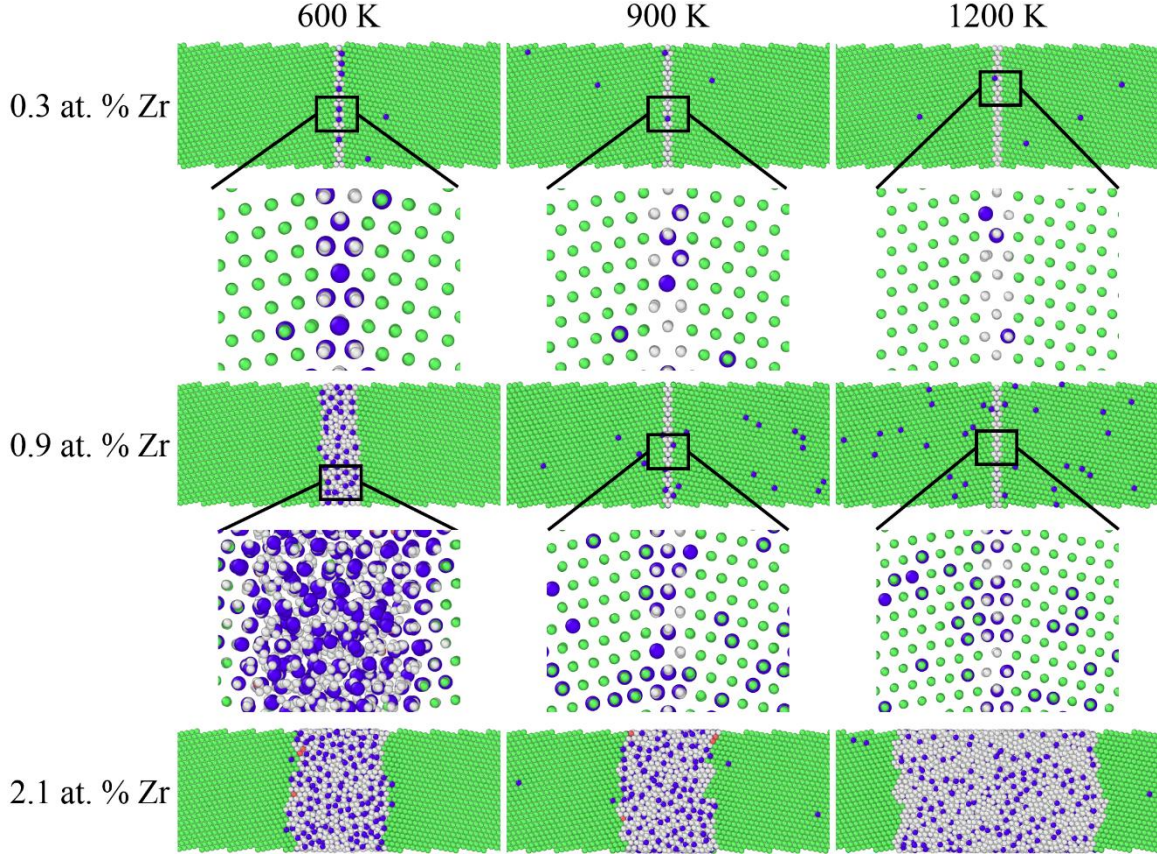 600 K 900 K 1200 K
0.3 at. % Zr
0.9 at. % Zr
2.1 at. % Zr